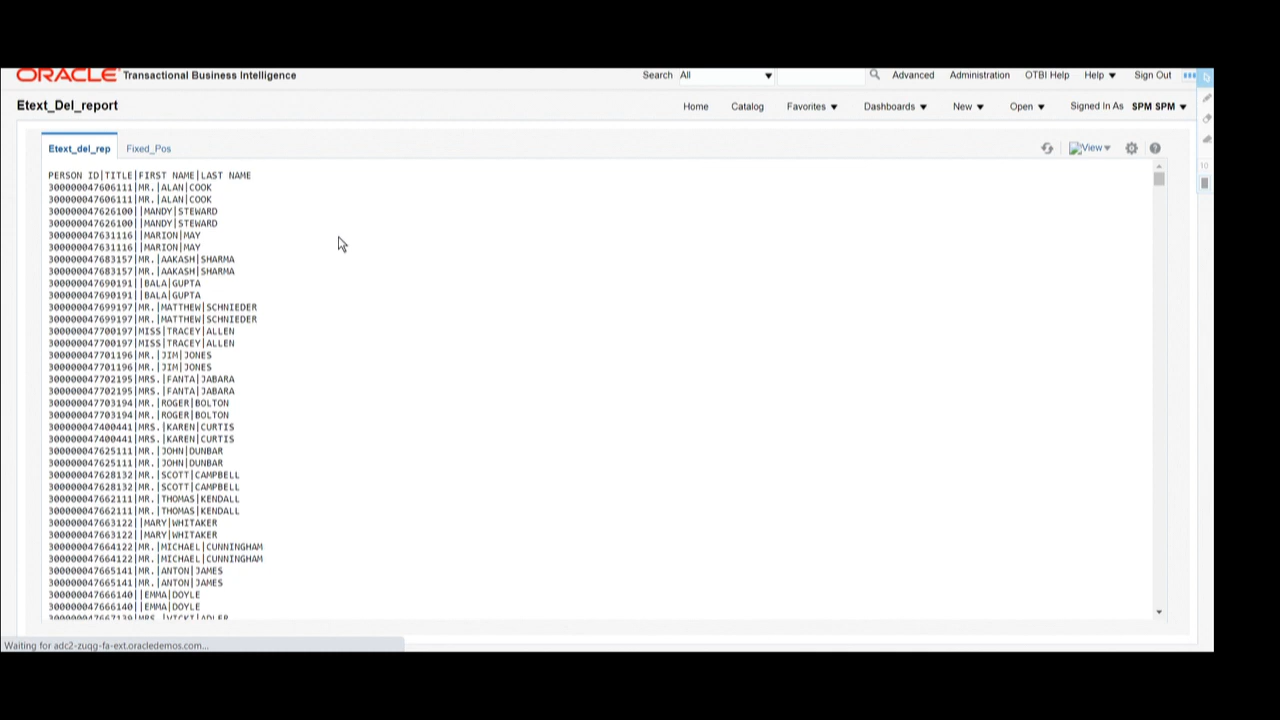 ORACLE Transactional Business Intelligence Search All Advanced Administration OTBI Help Help Sign Out
Etext_Del_report Home Catalog Favorites Dashboards New Open Signed In As SPM SPM
Etext_del_rep Fixed_Pos View
10
PERSON ID|TITLE|FIRST NAME|LAST NAME
300000047606111|MR.|ALAN|COOK
300000047606111|MR.|ALAN|COOK
300000047626100||MANDY|STEWARD
300000047626100||MANDY|STEWARD
300000047631116||MARION|MAY
300000047631116||MARION|MAY
300000047683157|MR.|AAKASH|SHARMA
300000047683157|MR.|AAKASH|SHARMA
300000047690191||BALA|GUPTA
300000047690191||BALA|GUPTA
300000047699197|MR.|MATTHEW|SCHNIEDER
300000047699197|MR.|MATTHEW|SCHNIEDER
300000047700197|MISS|TRACEY|ALLEN
300000047700197|MISS|TRACEY|ALLEN
300000047701196|MR.|JIM|JONES
300000047701196|MR.|JIM|JONES
300000047702195|MRS.|FANTA|JABARA
300000047702195|MRS.|FANTA|JABARA
300000047703194|MR.|ROGER|BOLTON
300000047703194|MR.|ROGER|BOLTON
300000047400441|MRS.|KAREN|CURTIS
300000047400441|MRS.|KAREN|CURTIS
300000047625111|MR.|JOHN|DUNBAR
300000047625111|MR.|JOHN|DUNBAR
300000047628132|MR.|SCOTT|CAMPBELL
300000047628132|MR.|SCOTT|CAMPBELL
300000047662111|MR.|THOMAS|KENDALL
300000047662111|MR.|THOMAS|KENDALL
300000047663122||MARY|WHITAKER
300000047663122||MARY|WHITAKER
300000047664122|MR.|MICHAEL|CUNNINGHAM
300000047664122|MR.|MICHAEL|CUNNINGHAM
300000047665141|MR.|ANTON|JAMES
300000047665141|MR.|ANTON|JAMES
300000047666140||EMMA|DOYLE
300000047666140||EMMA|DOYLE
300000047667139|MRS.|VICKI|ADLER
Waiting for adc2-zuqg-fa-ext.oracledemos.com...